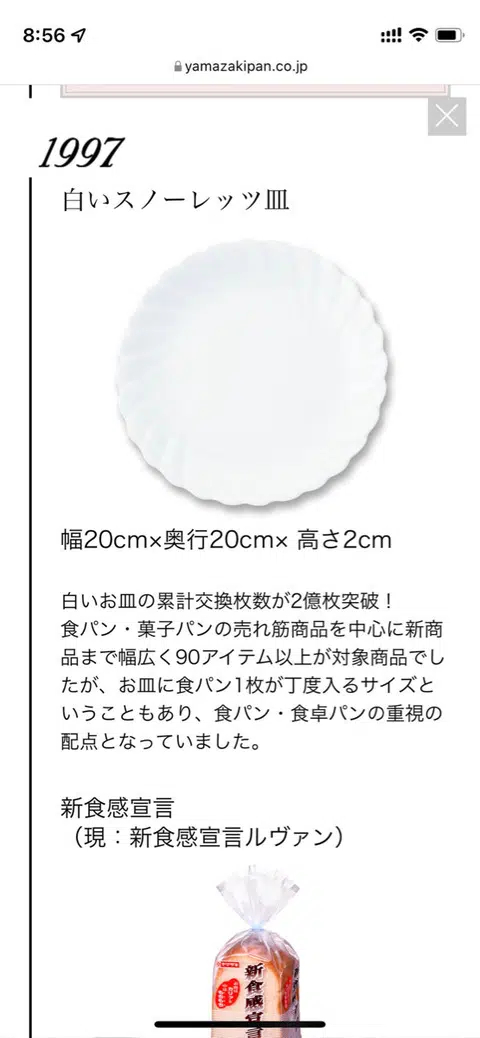 8:56
yamazakipan.co.jp
1997
白いスノーレッツ皿
幅20cm×奥行20cm× 高さ2cm
白いお皿の累計交換枚数が2億枚突破！
食パン・菓子パンの売れ筋商品を中心に新商
品まで幅広く90アイテム以上が対象商品でし
たが、お皿に食パン1枚が丁度入るサイズと
いうこともあり、食パン・食卓パンの重視の
配点となっていました。
新食感宣言
（現：新食感宣言ルヴァン）
ヤマザキ
新食感宣言